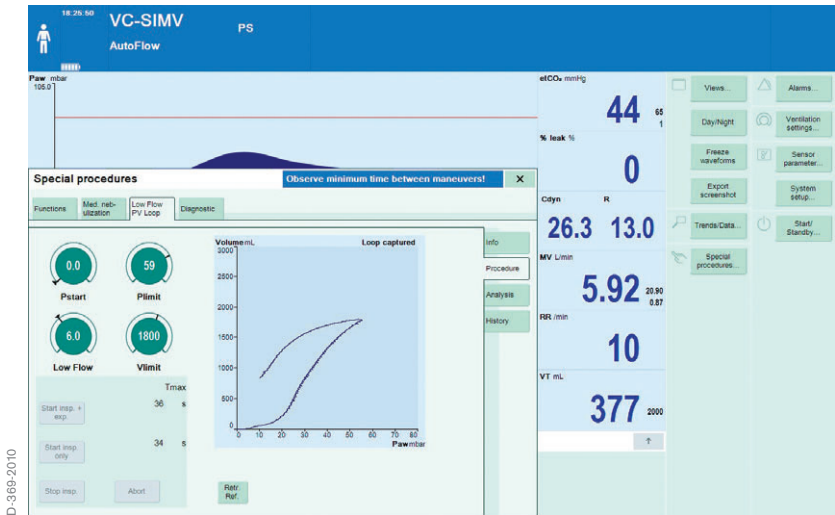 18:25:50
VC-SIMV
PS
AutoFlow
Paw mbar
105.0
etCO₂ mmHg
44
65
1
% leak %
0
Cdyn R
26.3 13.0
MV L/min
5.92
20.90
0.87
RR /min
10
VT mL
377
2000
Views...
Alarms...
Day/Night
Ventilation
settings...
Freeze
waveforms
Sensor
parameter...
Export
screenshot
System
setup...
Trends/Data...
Start/
Standby...
Special
procedures...
Special procedures
Observe minimum time between maneuvers!
X
Functions
Med. neb-
ulization
Low Flow
PV Loop
Diagnostic
0.0
59
Pstart
Plimit
6.0
1800
Low Flow
Vlimit
Tmax
Start insp. +
exp.
36 s
Start insp.
only
34 s
Stop insp.
Abort
Volume mL
Loop captured
3000
2500
2000
1500
1000
500
0
0 10 20 30 40 50 60 70 80
Paw mbar
Retr.
Ref.
Info
Procedure
Analysis
History
D-369-2010